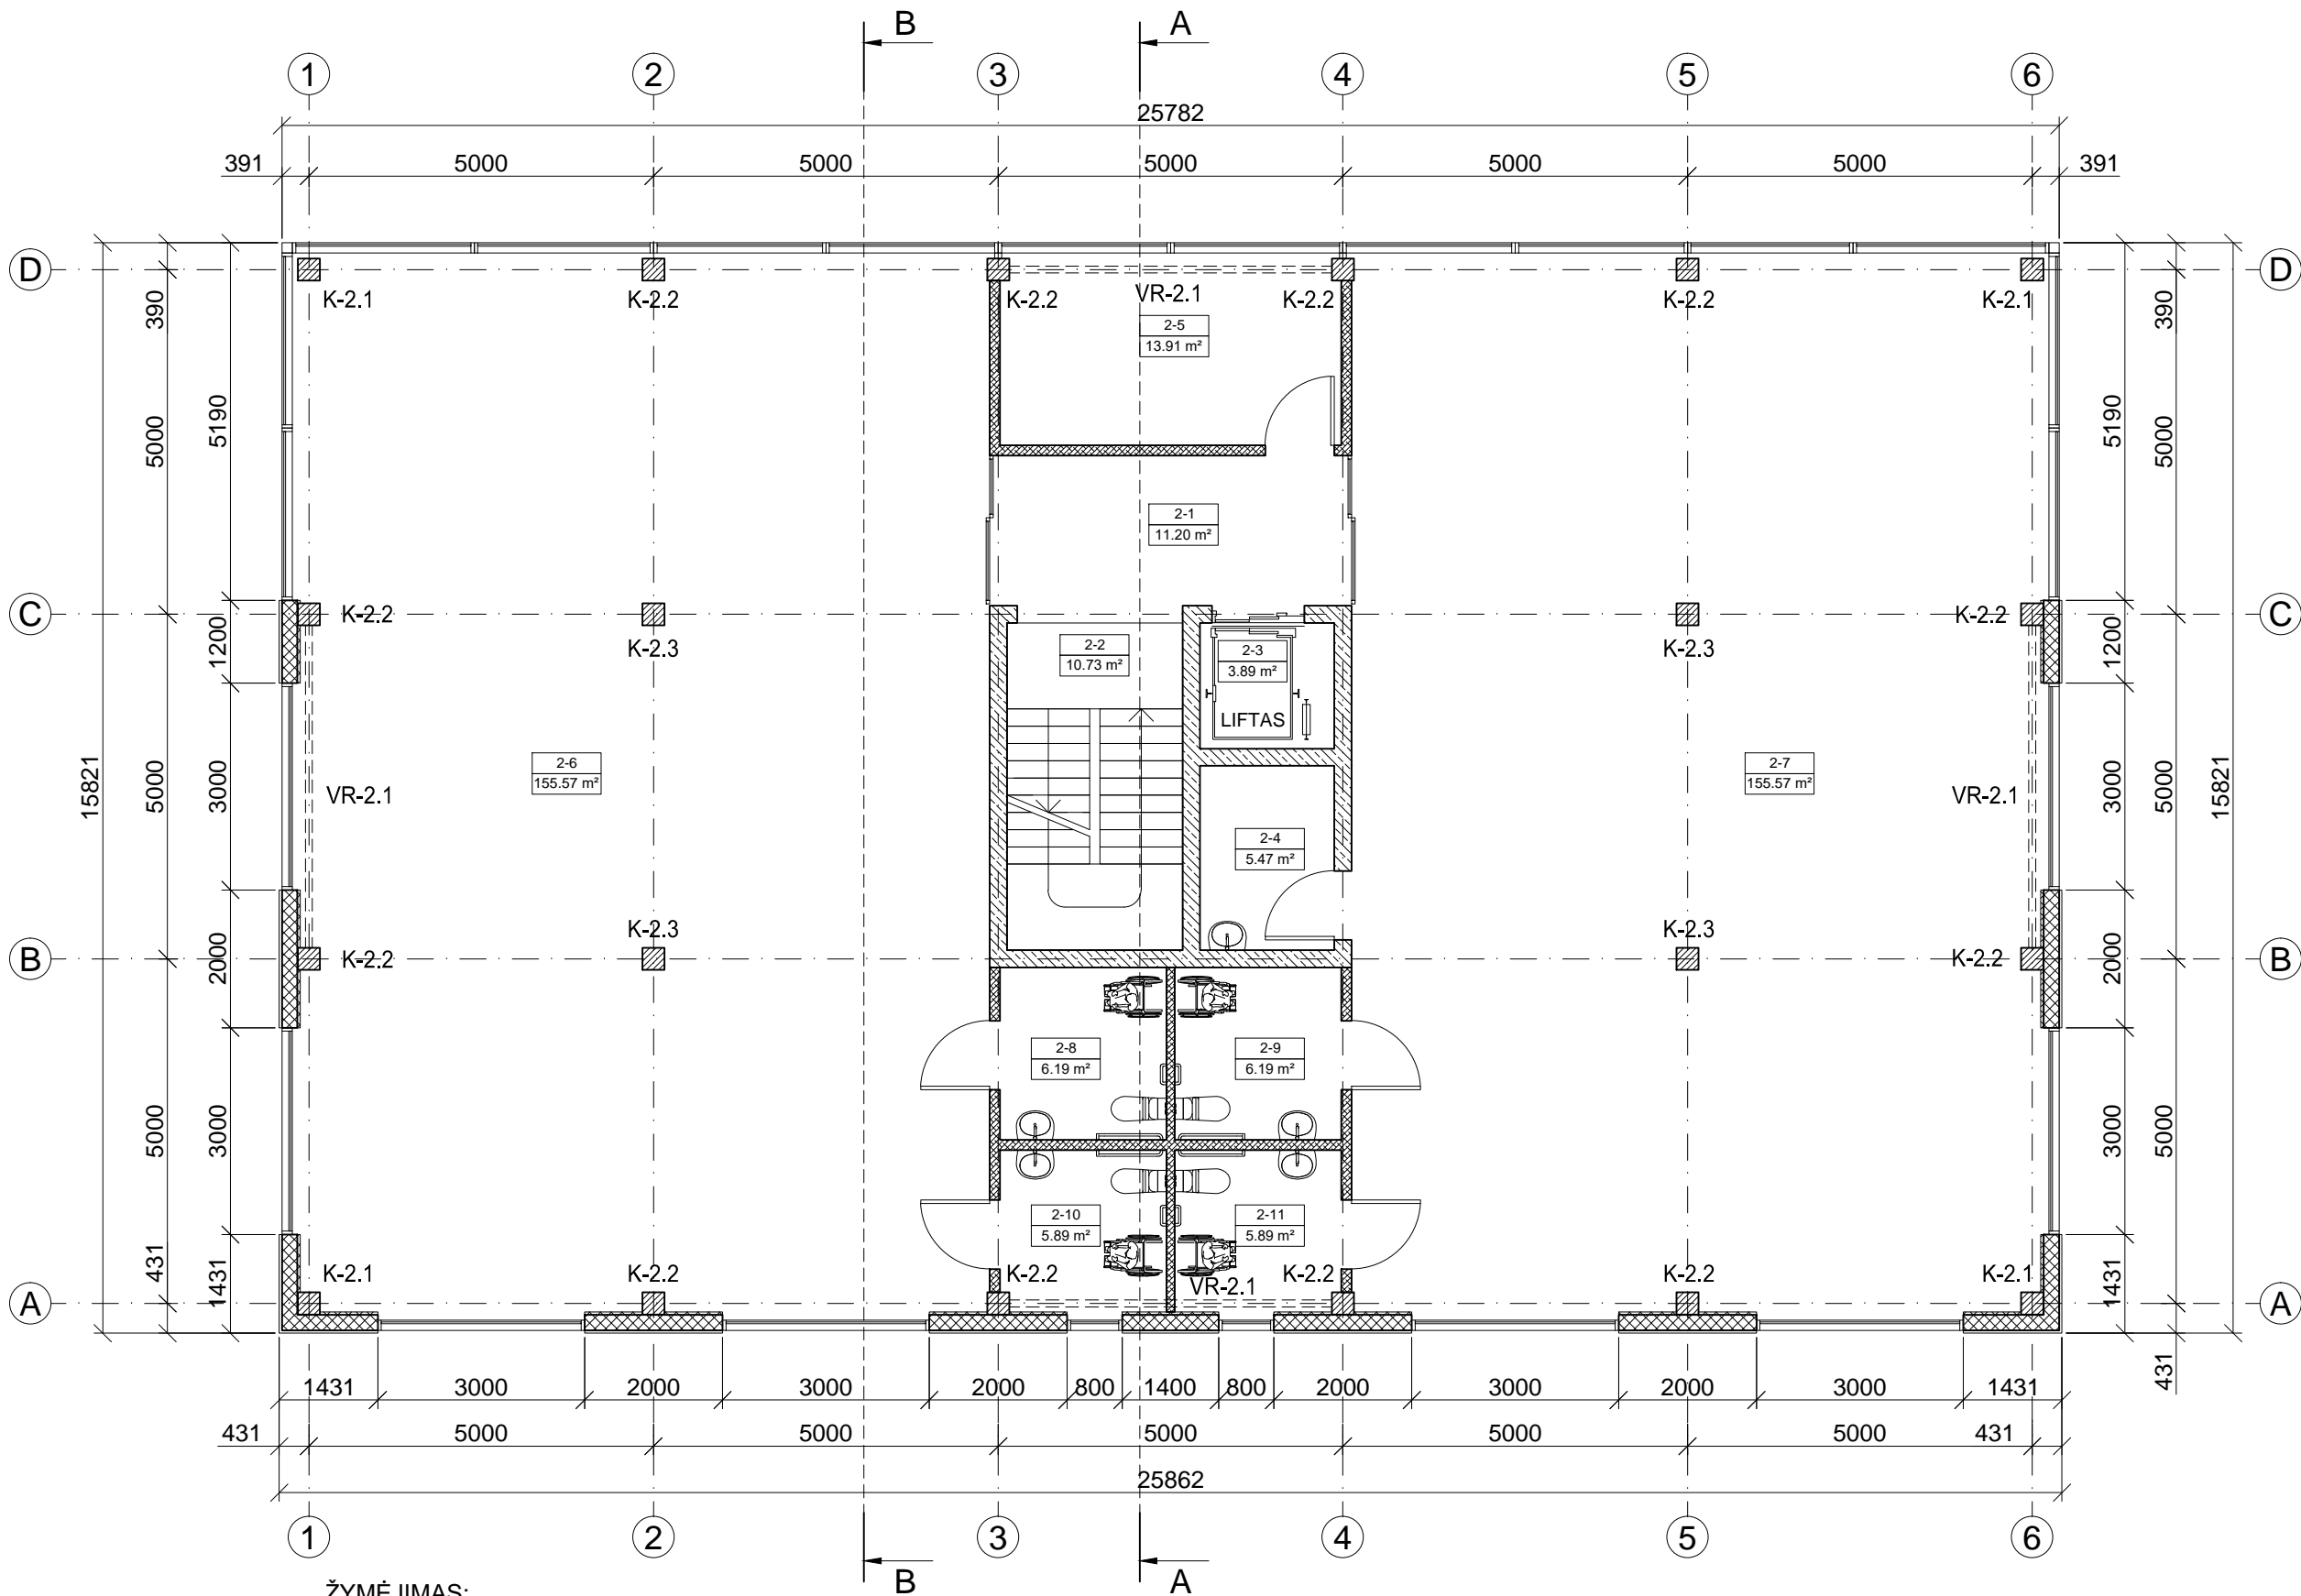 B A
1 2 3 4 5 6
25782
391 5000 5000 5000 5000 5000 391
D D
K-2.1 K-2.2 K-2.2 VR-2.1 K-2.2 K-2.2 K-2.1
390 390
2-5
13.91 m²
5000 5190 5190 5000
2-1
11.20 m²
C C
K-2.2 K-2.2
K-2.3 K-2.3
1200 1200
2-2
10.73 m²
2-3
3.89 m²
LIFTAS
15821 5000 3000 3000 5000 15821
2-6
155.57 m²
2-7
155.57 m²
VR-2.1 VR-2.1
2-4
5.47 m²
K-2.3 K-2.3
B K-2.2 K-2.2 B
2000 2000
2-8
6.19 m²
2-9
6.19 m²
5000 3000 3000 5000
2-10
5.89 m²
2-11
5.89 m²
431 1431 1431
K-2.1 K-2.2 K-2.2 VR-2.1 K-2.2 K-2.2 K-2.1
A A
431
1431 3000 2000 3000 2000 800 1400 800 2000 3000 2000 3000 1431
431 5000 5000 5000 5000 5000 431
25862
1 2 3 4 5 6
B A
ŽYMĖJIMAS: